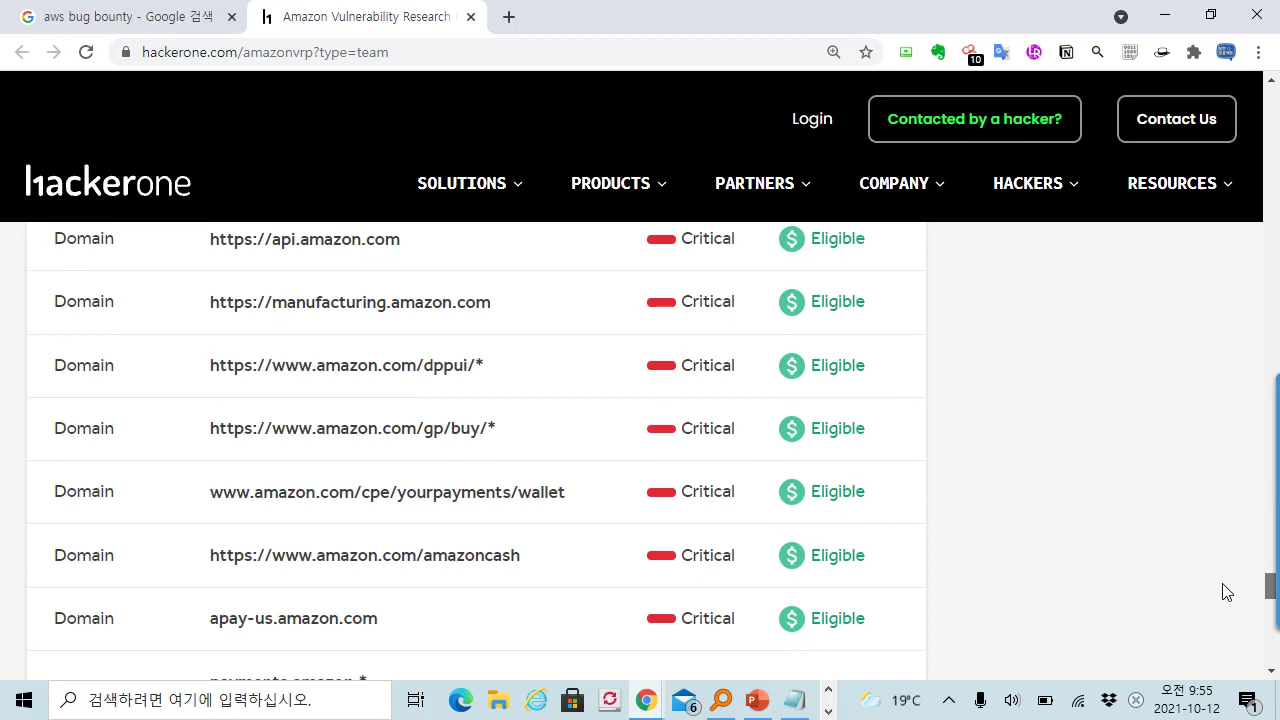 aws bug bounty - Google 검색
Amazon Vulnerability Research
hackerone.com/amazonvrp?type=team
10
Login
Contacted by a hacker?
Contact Us
hackerone
SOLUTIONS
PRODUCTS
PARTNERS
COMPANY
HACKERS
RESOURCES
Domain https://api.amazon.com Critical Eligible
Domain https://manufacturing.amazon.com Critical Eligible
Domain https://www.amazon.com/dppui/* Critical Eligible
Domain https://www.amazon.com/gp/buy/* Critical Eligible
Domain www.amazon.com/cpe/yourpayments/wallet Critical Eligible
Domain https://www.amazon.com/amazoncash Critical Eligible
Domain apay-us.amazon.com Critical Eligible
payments.amazon.*
검색하려면 여기에 입력하십시오.
6
19°C
오전 9:55
2021-10-12
1